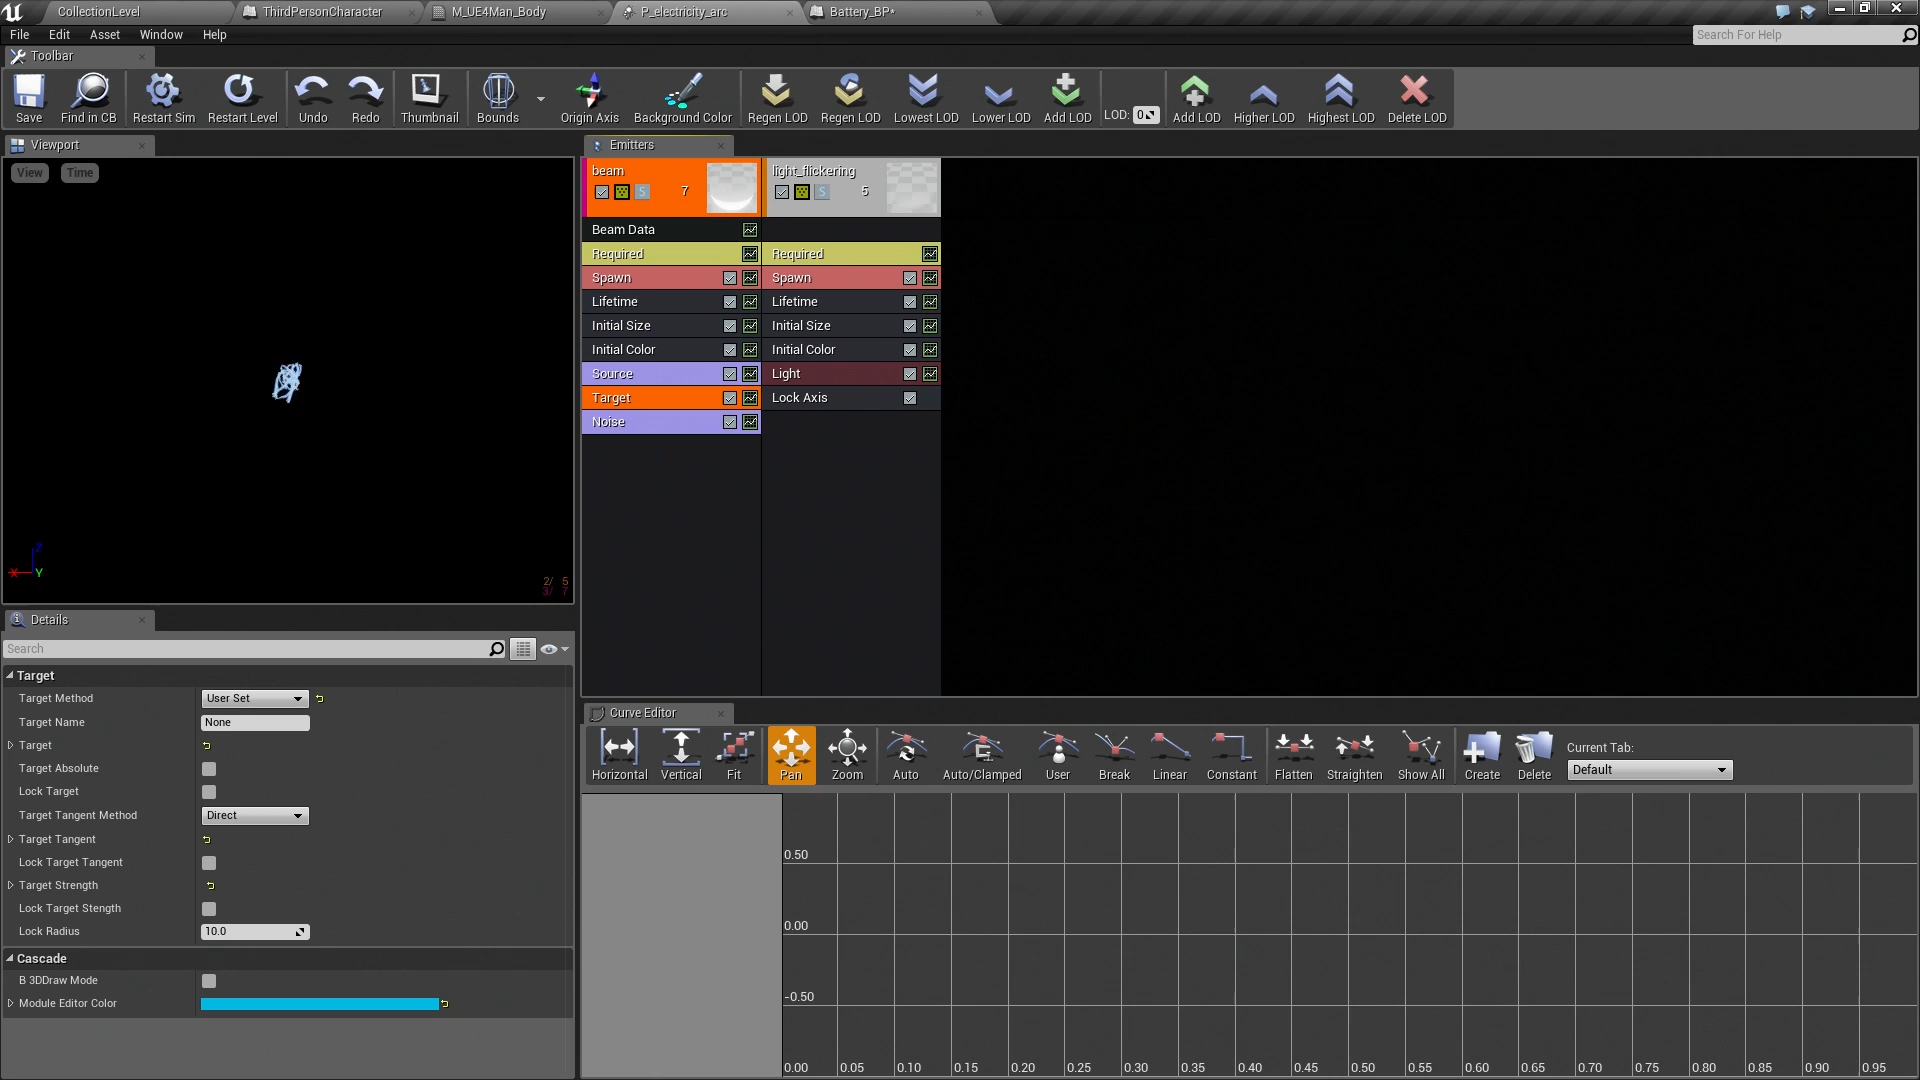 CollectionLevel
ThirdPersonCharacter
M_UE4Man_Body
P_electricity_arc
Battery_BP*
File Edit Asset Window Help
Search For Help
Toolbar
Save Find in CB Restart Sim Restart Level Undo Redo Thumbnail Bounds Origin Axis Background Color Regen LOD Regen LOD Lowest LOD Lower LOD Add LOD LOD: 0 Add LOD Higher LOD Highest LOD Delete LOD
Viewport
View Time
Z
X Y
2/ 5
3/ 7
Emitters
beam
S 7
light_flickering
S 5
Beam Data
Required Required
Spawn Spawn
Lifetime Lifetime
Initial Size Initial Size
Initial Color Initial Color
Source Light
Target Lock Axis
Noise
Details
Search
Target
Target Method User Set
Target Name None
Target
Target Absolute
Lock Target
Target Tangent Method Direct
Target Tangent
Lock Target Tangent
Target Strength
Lock Target Stength
Lock Radius 10.0
Cascade
B 3DDraw Mode
Module Editor Color
Curve Editor
Horizontal Vertical Fit Pan Zoom Auto Auto/Clamped User Break Linear Constant Flatten Straighten Show All Create Delete
Current Tab:
Default
0.50
0.00
-0.50
0.00 0.05 0.10 0.15 0.20 0.25 0.30 0.35 0.40 0.45 0.50 0.55 0.60 0.65 0.70 0.75 0.80 0.85 0.90 0.95